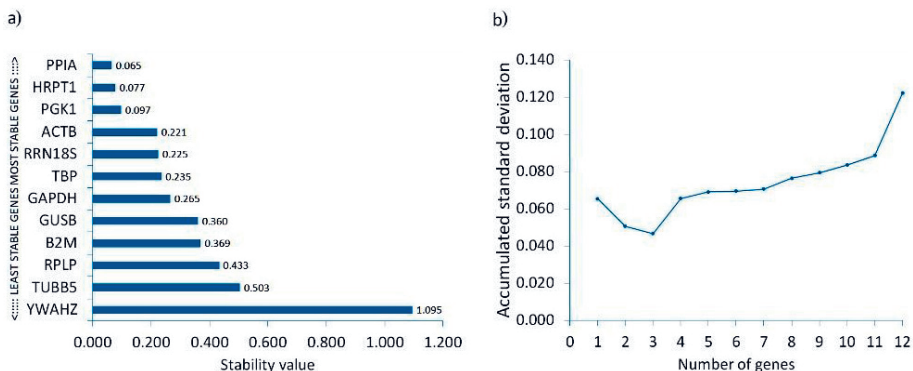 a)
<::::: LEAST STABLE GENES MOST STABLE GENES :::::>
PPIA 0.065
HRPT1 0.077
PGK1 0.097
ACTB 0.221
RRN18S 0.225
TBP 0.235
GAPDH 0.265
GUSB 0.360
B2M 0.369
RPLP 0.433
TUBB5 0.503
YWAHZ 1.095
0.000 0.200 0.400 0.600 0.800 1.000 1.200
Stability value
b)
Accumulated standard deviation
0.140
0.120
0.100
0.080
0.060
0.040
0.020
0.000
0 1 2 3 4 5 6 7 8 9 10 11 12
Number of genes